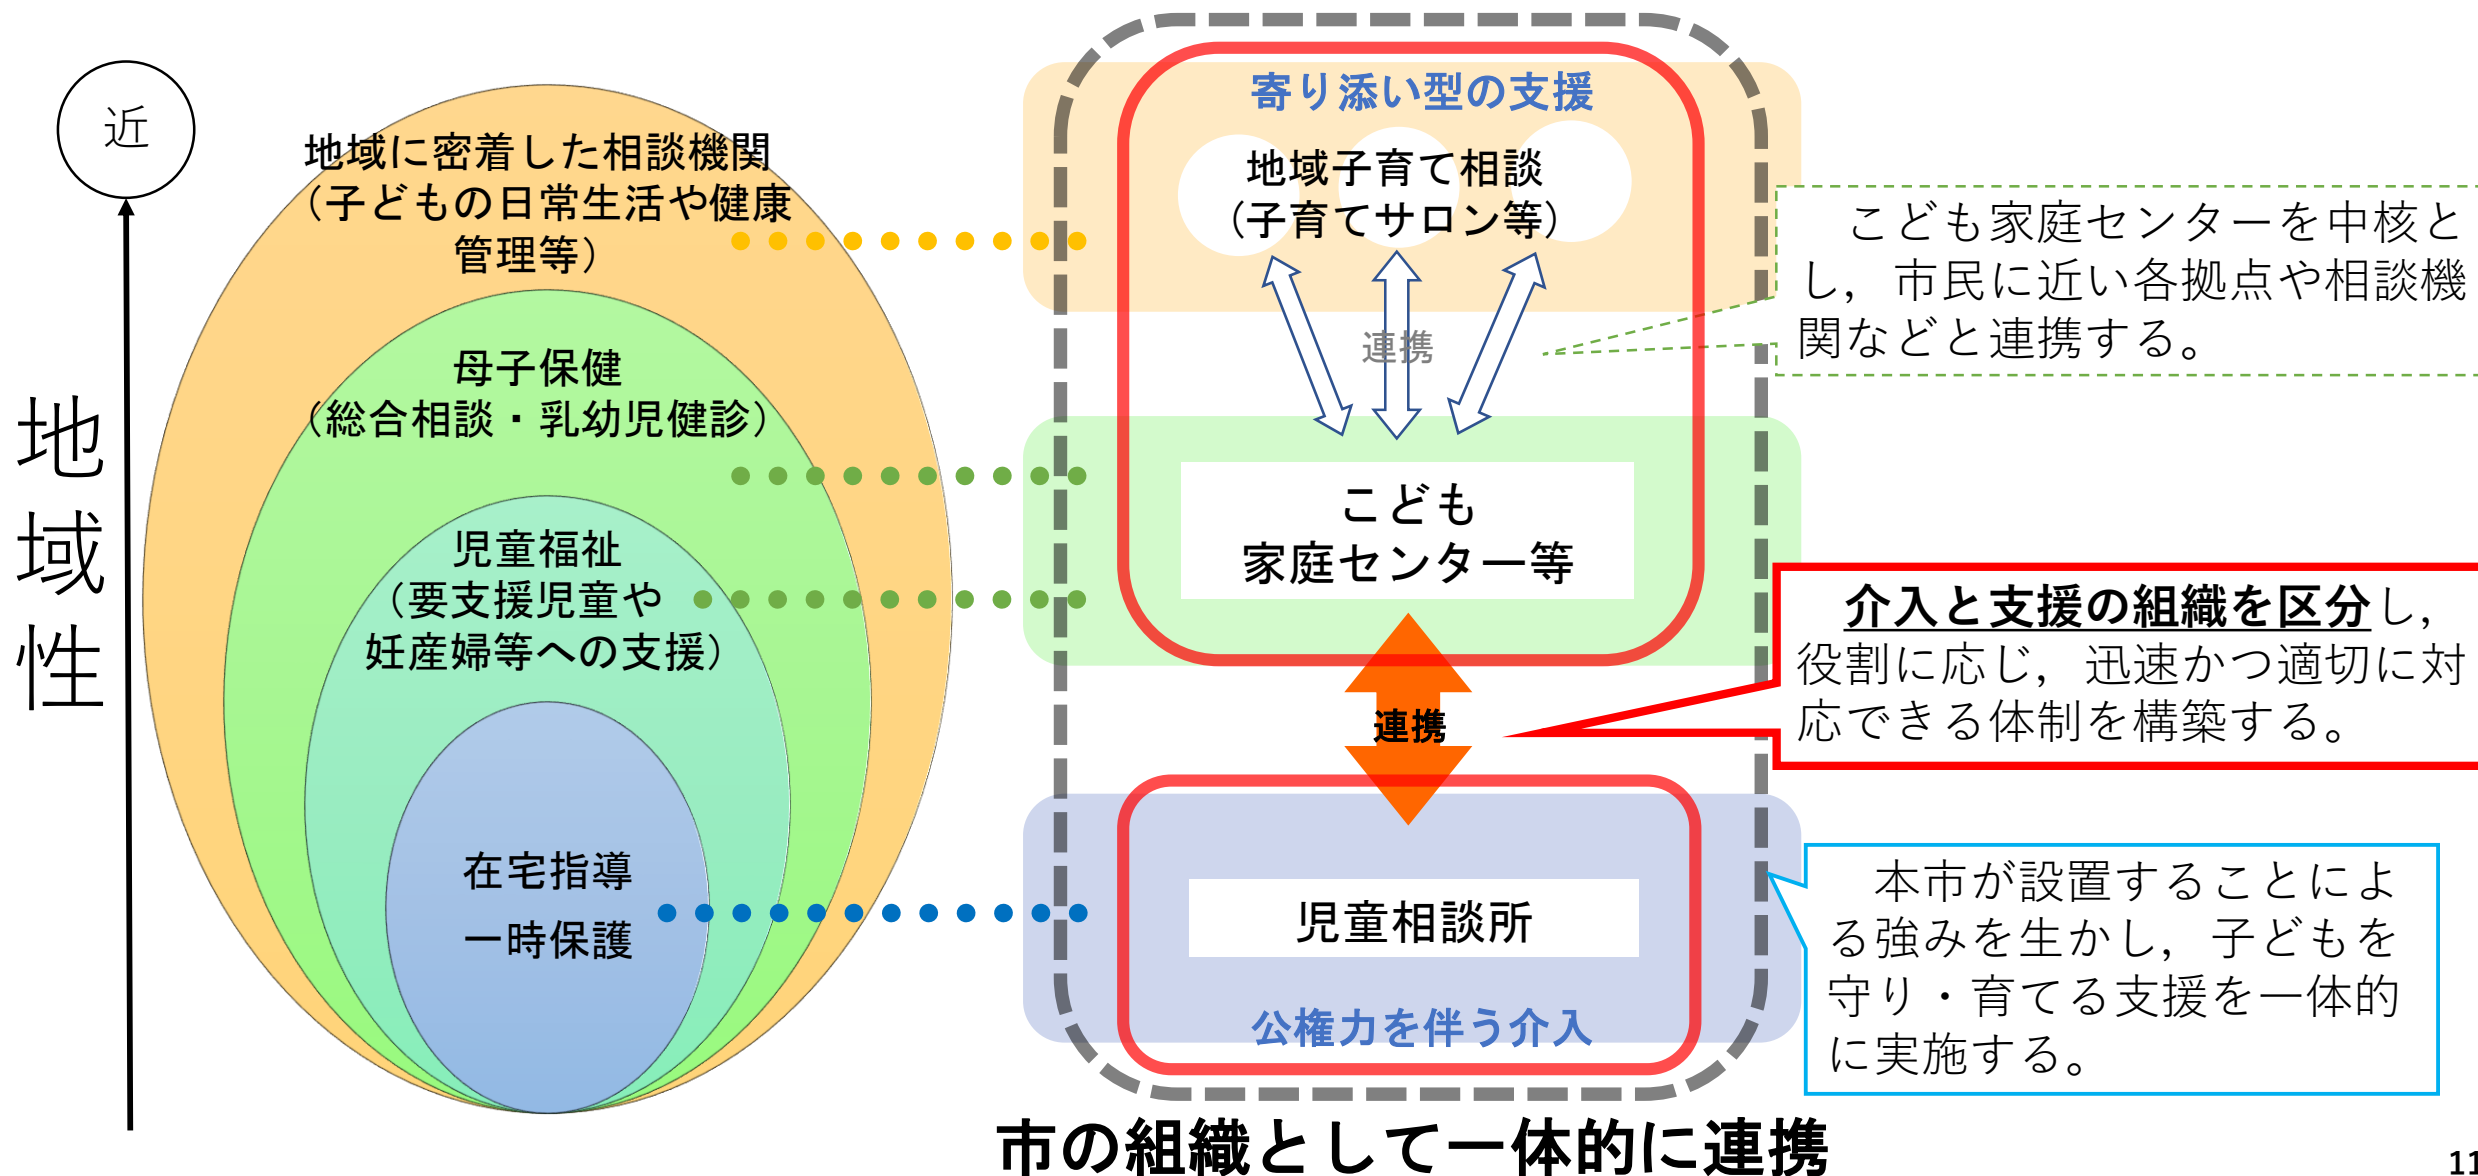 近
地域性
地域に密着した相談機関
（子どもの日常生活や健康
管理等）
母子保健
（総合相談・乳幼児健診）
児童福祉
（要支援児童や
妊産婦等への支援）
在宅指導
一時保護
寄り添い型の支援
地域子育て相談
（子育てサロン等）
連携
こども
家庭センター等
連携
児童相談所
公権力を伴う介入
市の組織として一体的に連携
こども家庭センターを中核と
し，市民に近い各拠点や相談機
関などと連携する。
介入と支援の組織を区分し，
役割に応じ，迅速かつ適切に対
応できる体制を構築する。
本市が設置することによ
る強みを生かし，子どもを
守り・育てる支援を一体的
に実施する。
11